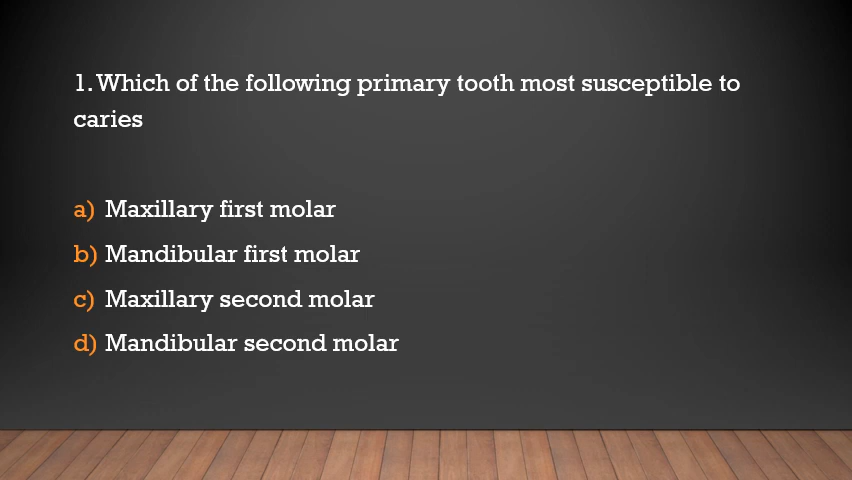 1. Which of the following primary tooth most susceptible to
caries
a) Maxillary first molar
b) Mandibular first molar
c) Maxillary second molar
d) Mandibular second molar